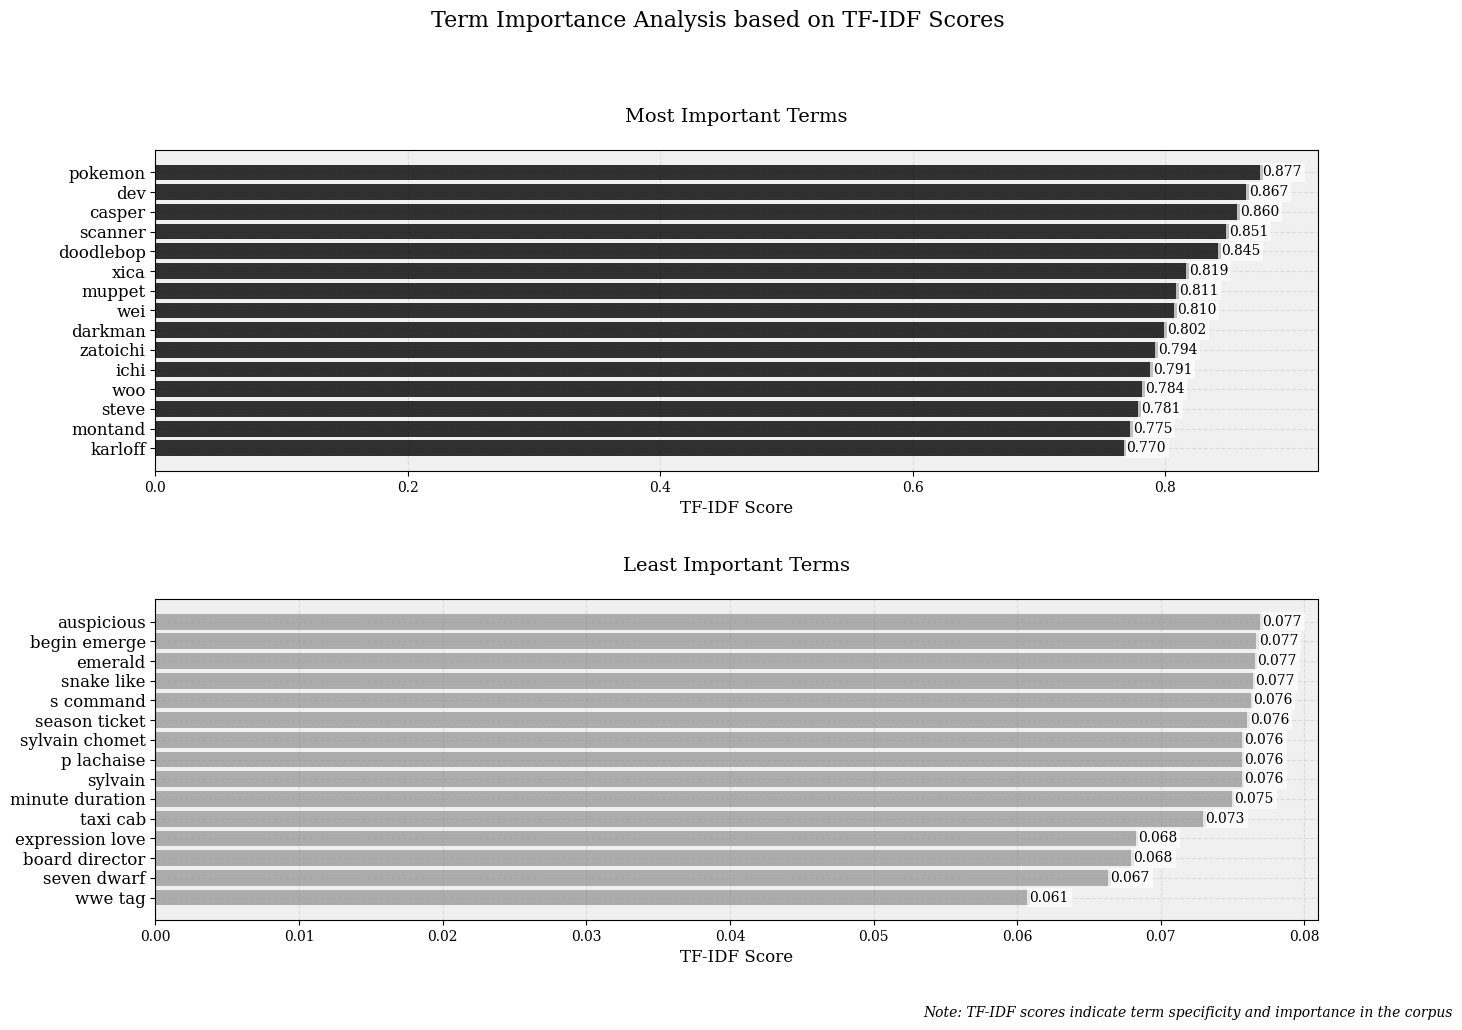 Term Importance Analysis based on TF-IDF Scores
Most Important Terms
pokemon 0.877
dev 0.867
casper 0.860
scanner 0.851
doodlebop 0.845
xica 0.819
muppet 0.811
wei 0.810
darkman 0.802
zatoichi 0.794
ichi 0.791
woo 0.784
steve 0.781
montand 0.775
karloff 0.770
0.0 0.2 0.4 0.6 0.8
TF-IDF Score
Least Important Terms
auspicious 0.077
begin emerge 0.077
emerald 0.077
snake like 0.077
s command 0.076
season ticket 0.076
sylvain chomet 0.076
p lachaise 0.076
sylvain 0.076
minute duration 0.075
taxi cab 0.073
expression love 0.068
board director 0.068
seven dwarf 0.067
wwe tag 0.061
0.00 0.01 0.02 0.03 0.04 0.05 0.06 0.07 0.08
TF-IDF Score
Note: TF-IDF scores indicate term specificity and importance in the corpus